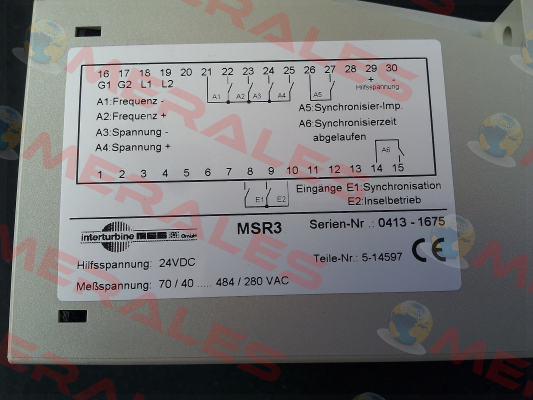 16 17 18 19 20 21 22 23 24 25 26 27 28 29 30
G1 G2 L1 L2 + -
Hilfsspannung
A1 A2 A3 A4 A5
A1:Frequenz -
A2:Frequenz +
A3:Spannung -
A4:Spannung +
A5:Synchronisier-Imp.
A6:Synchronisierzeit
abgelaufen
A6
1 2 3 4 5 6 7 8 9 10 11 12 13 14 15
E1 E2
Eingänge E1:Synchronisation
E2:Inselbetrieb
interturbine GmbH
MSR3
Serien-Nr .: 0413 - 1675
Hilfsspannung: 24VDC
Teile-Nr.: 5-14597
CE
Meßspannung: 70 / 40 ..... 484 / 280 VAC
MERALES